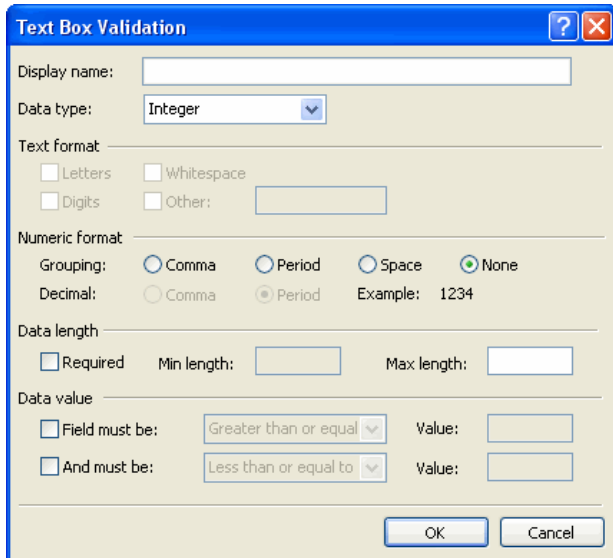 Text Box Validation
Display name:
Data type: Integer
Text format
Letters Whitespace
Digits Other:
Numeric format
Grouping: Comma Period Space None
Decimal: Comma Period Example: 1234
Data length
Required Min length: Max length:
Data value
Field must be: Greater than or equal Value:
And must be: Less than or equal to Value:
OK Cancel